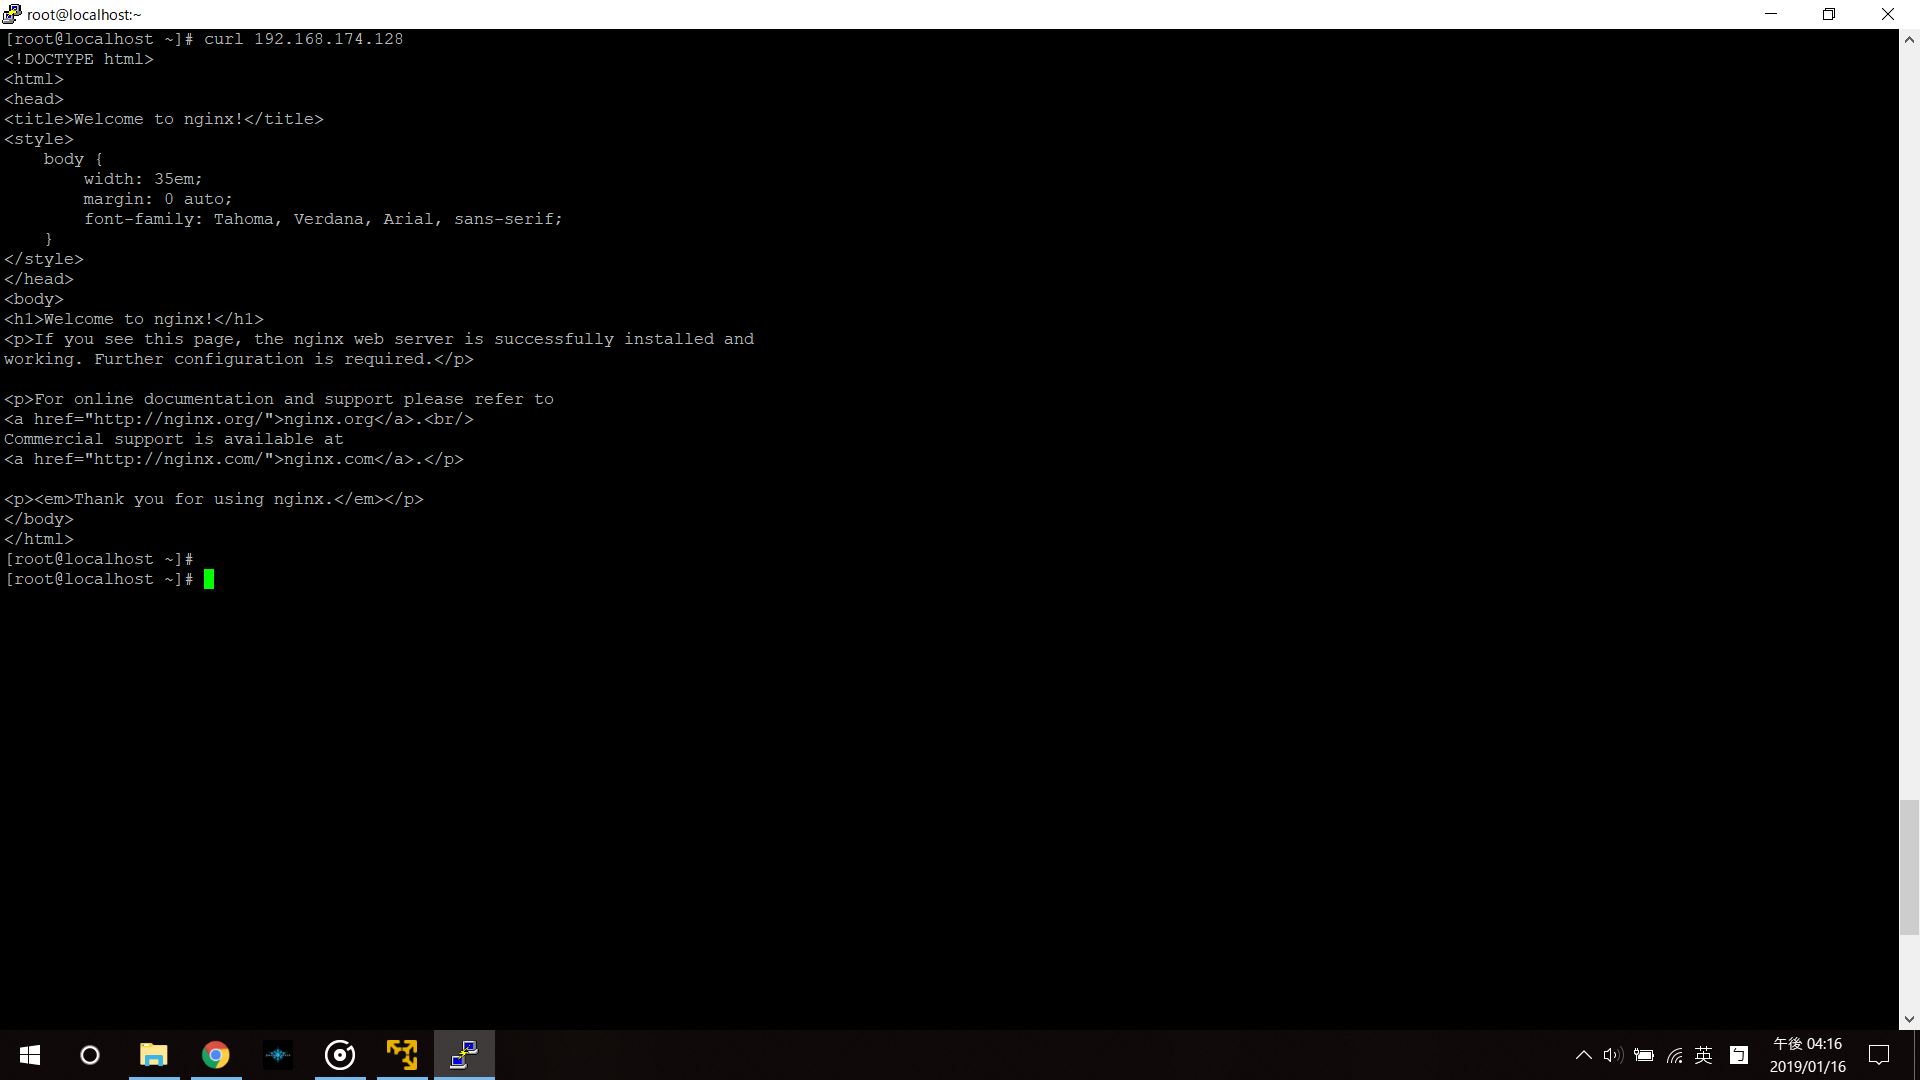 root@localhost:~
[root@localhost ~]# curl 192.168.174.128
<!DOCTYPE html>
<html>
<head>
<title>Welcome to nginx!</title>
<style>
    body {
        width: 35em;
        margin: 0 auto;
        font-family: Tahoma, Verdana, Arial, sans-serif;
    }
</style>
</head>
<body>
<h1>Welcome to nginx!</h1>
<p>If you see this page, the nginx web server is successfully installed and
working. Further configuration is required.</p>

<p>For online documentation and support please refer to
<a href="http://nginx.org/">nginx.org</a>.<br/>
Commercial support is available at
<a href="http://nginx.com/">nginx.com</a>.</p>

<p><em>Thank you for using nginx.</em></p>
</body>
</html>
[root@localhost ~]#
[root@localhost ~]#
英
ㄅ
午後 04:16
2019/01/16